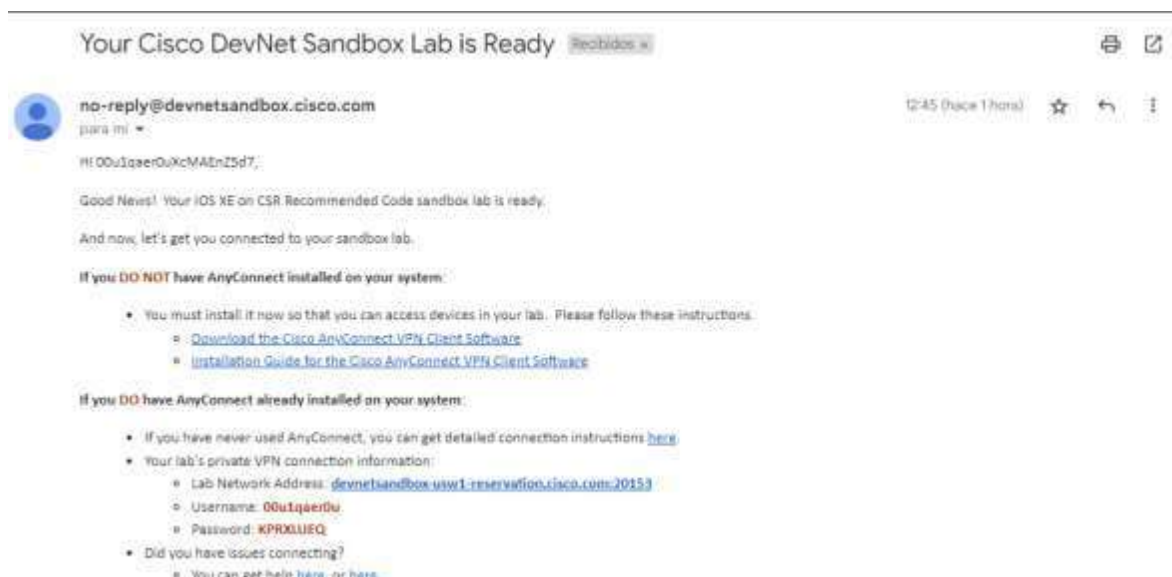 Your Cisco DevNet Sandbox Lab is Ready Recibidos x
no-reply@devnetsandbox.cisco.com 12:45 (hace 1 hora)
para mí
Hi 00u1qaer0uXcMAEnZ5d7,
Good News! Your IOS XE on CSR Recommended Code sandbox lab is ready.
And now, let's get you connected to your sandbox lab.
If you DO NOT have AnyConnect installed on your system:
You must install it now so that you can access devices in your lab. Please follow these instructions.
Download the Cisco AnyConnect VPN Client Software
Installation Guide for the Cisco AnyConnect VPN Client Software
If you DO have AnyConnect already installed on your system:
If you have never used AnyConnect, you can get detailed connection instructions here.
Your lab's private VPN connection information:
Lab Network Address: devnetsandbox-usw1-reservation.cisco.com:20153
Username: 00u1qaer0u
Password: KPRXLUEQ
Did you have issues connecting?
You can get help here, or here